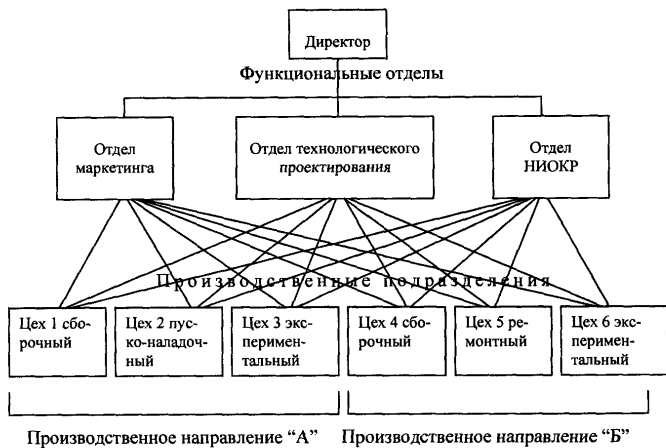 Директор
Функциональные отделы
Отдел
маркетинга
Отдел технологического
проектирования
Отдел
НИОКР
Производственные подразделения
Цех 1 сбо-
рочный
Цех 2 пус-
ко-наладоч-
ный
Цех 3 экс-
перимен-
тальный
Цех 4 сбо-
рочный
Цех 5 ре-
монтный
Цех 6 экс-
перимен-
тальный
Производственное направление “А”
Производственное направление “Б”